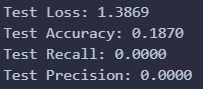 Test Loss: 1.3869
Test Accuracy: 0.1870
Test Recall: 0.0000
Test Precision: 0.0000